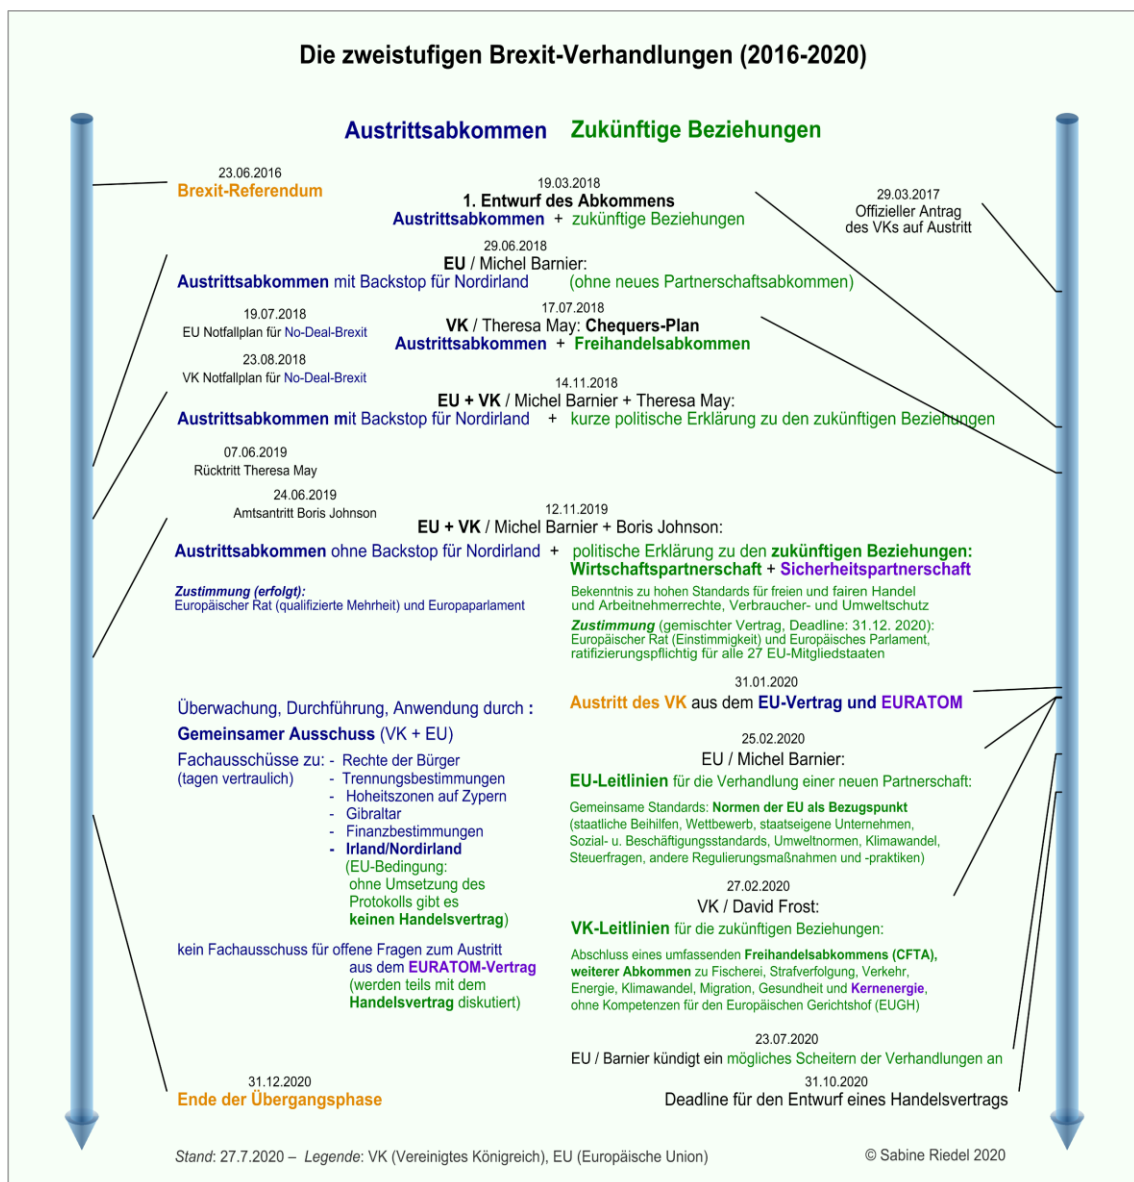 Die zweistufigen Brexit-Verhandlungen (2016-2020)
Austrittsabkommen Zukünftige Beziehungen
23.06.2016
Brexit-Referendum
19.03.2018
1. Entwurf des Abkommens
Austrittsabkommen + zukünftige Beziehungen
29.03.2017
Offizieller Antrag
des VKs auf Austritt
29.06.2018
EU / Michel Barnier:
Austrittsabkommen mit Backstop für Nordirland (ohne neues Partnerschaftsabkommen)
19.07.2018
EU Notfallplan für No-Deal-Brexit
17.07.2018
VK / Theresa May: Chequers-Plan
Austrittsabkommen + Freihandelsabkommen
23.08.2018
VK Notfallplan für No-Deal-Brexit
14.11.2018
EU + VK / Michel Barnier + Theresa May:
Austrittsabkommen mit Backstop für Nordirland + kurze politische Erklärung zu den zukünftigen Beziehungen
07.06.2019
Rücktritt Theresa May
24.06.2019
Amtsantritt Boris Johnson
12.11.2019
EU + VK / Michel Barnier + Boris Johnson:
Austrittsabkommen ohne Backstop für Nordirland + politische Erklärung zu den zukünftigen Beziehungen:
Wirtschaftspartnerschaft + Sicherheitspartnerschaft
Zustimmung (erfolgt):
Europäischer Rat (qualifizierte Mehrheit) und Europaparlament
Bekenntnis zu hohen Standards für freien und fairen Handel
und Arbeitnehmerrechte, Verbraucher- und Umweltschutz
Zustimmung (gemischter Vertrag, Deadline: 31.12. 2020):
Europäischer Rat (Einstimmigkeit) und Europäisches Parlament,
ratifizierungspflichtig für alle 27 EU-Mitgliedstaaten
31.01.2020
Austritt des VK aus dem EU-Vertrag und EURATOM
Überwachung, Durchführung, Anwendung durch :
Gemeinsamer Ausschuss (VK + EU)
Fachausschüsse zu: - Rechte der Bürger
(tagen vertraulich) - Trennungsbestimmungen
- Hoheitszonen auf Zypern
- Gibraltar
- Finanzbestimmungen
- Irland/Nordirland
(EU-Bedingung:
ohne Umsetzung des
Protokolls gibt es
keinen Handelsvertrag)
kein Fachausschuss für offene Fragen zum Austritt
aus dem EURATOM-Vertrag
(werden teils mit dem
Handelsvertrag diskutiert)
25.02.2020
EU / Michel Barnier:
EU-Leitlinien für die Verhandlung einer neuen Partnerschaft:
Gemeinsame Standards: Normen der EU als Bezugspunkt
(staatliche Beihilfen, Wettbewerb, staatseigene Unternehmen,
Sozial- u. Beschäftigungsstandards, Umweltnormen, Klimawandel,
Steuerfragen, andere Regulierungsmaßnahmen und -praktiken)
27.02.2020
VK / David Frost:
VK-Leitlinien für die zukünftigen Beziehungen:
Abschluss eines umfassenden Freihandelsabkommens (CFTA),
weiterer Abkommen zu Fischerei, Strafverfolgung, Verkehr,
Energie, Klimawandel, Migration, Gesundheit und Kernenergie,
ohne Kompetenzen für den Europäischen Gerichtshof (EUGH)
23.07.2020
EU / Barnier kündigt ein mögliches Scheitern der Verhandlungen an
31.12.2020
Ende der Übergangsphase
31.10.2020
Deadline für den Entwurf eines Handelsvertrags
Stand: 27.7.2020 – Legende: VK (Vereinigtes Königreich), EU (Europäische Union)
© Sabine Riedel 2020